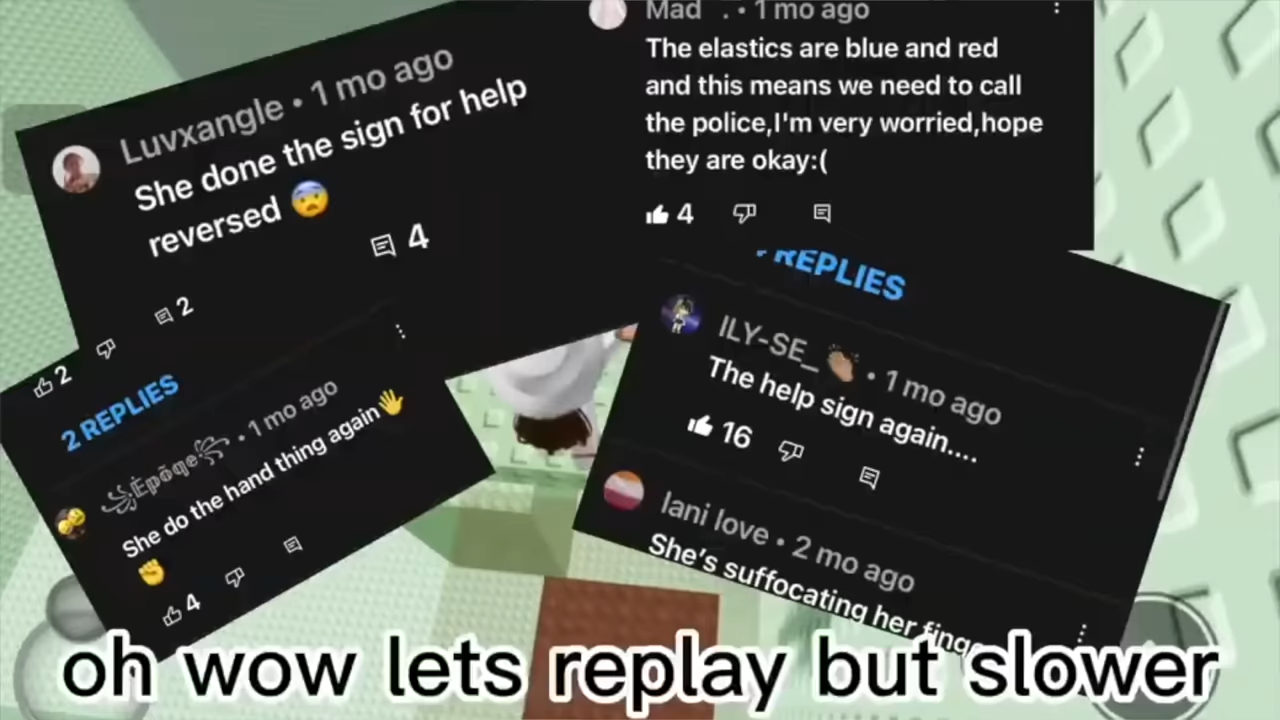 Luvxangle • 1 mo ago
She done the sign for help
reversed 😨
4
2
2
2 REPLIES
꧁Ëpõqe꧂ • 1 mo ago
She do the hand thing again🖐
✊
4
Mad . • 1 mo ago
The elastics are blue and red
and this means we need to call
the police,I'm very worried,hope
they are okay:(
4
REPLIES
ILY-SE_👏🏽 • 1 mo ago
The help sign again....
16
lani love • 2 mo ago
She's suffocating her
oh wow lets replay but slower